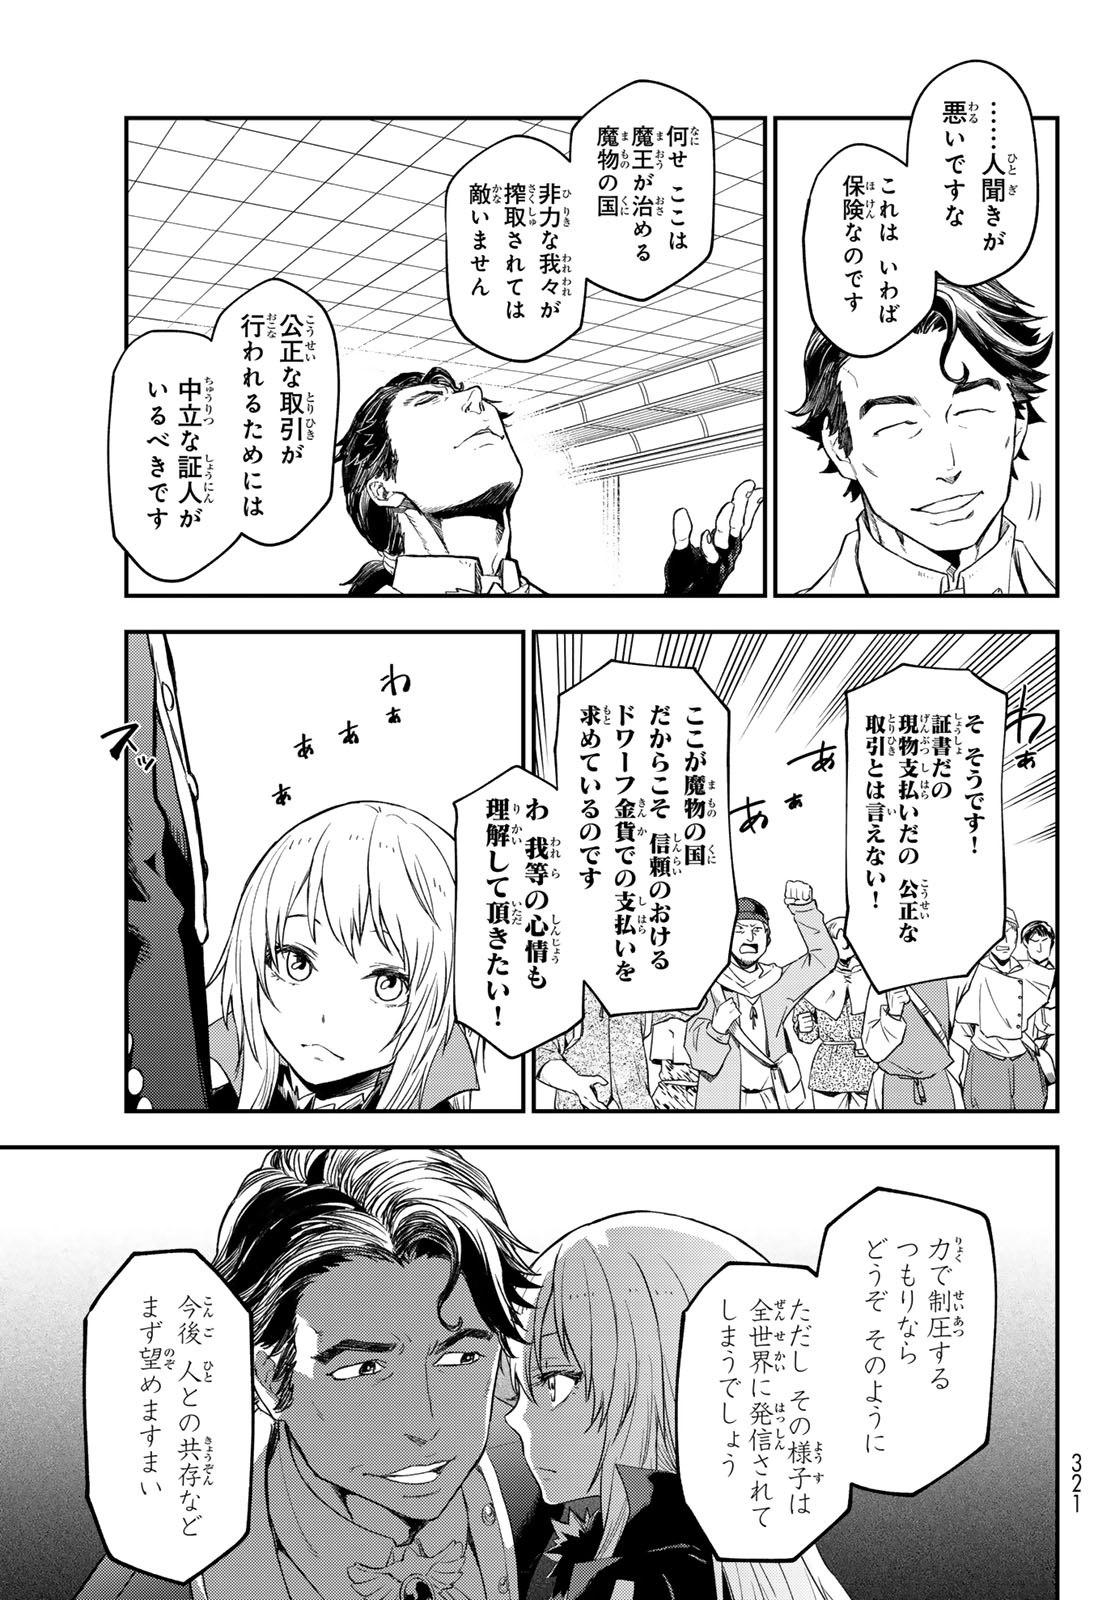 ……人聞きが
悪いですな
これは いわば
保険なのです
何せ ここは
魔王が治める
魔物の国
非力な我々が
搾取されては
敵いません
公正な取引が
行われるためには
中立な証人が
いるべきです
そ そうです！
証書だの
現物支払いだの 公正な
取引とは言えない！
ここが魔物の国
だからこそ 信頼のおける
ドワーフ金貨での支払いを
求めているのです
わ 我等の心情も
理解して頂きたい！
わぁ
あぁ
わぁ
あぁ
あぁ
スッ
力で制圧する
つもりなら
どうぞ そのように
ただし その様子は
全世界に発信されて
しまうでしょう
今後 人との共存など
まず望めますまい
321